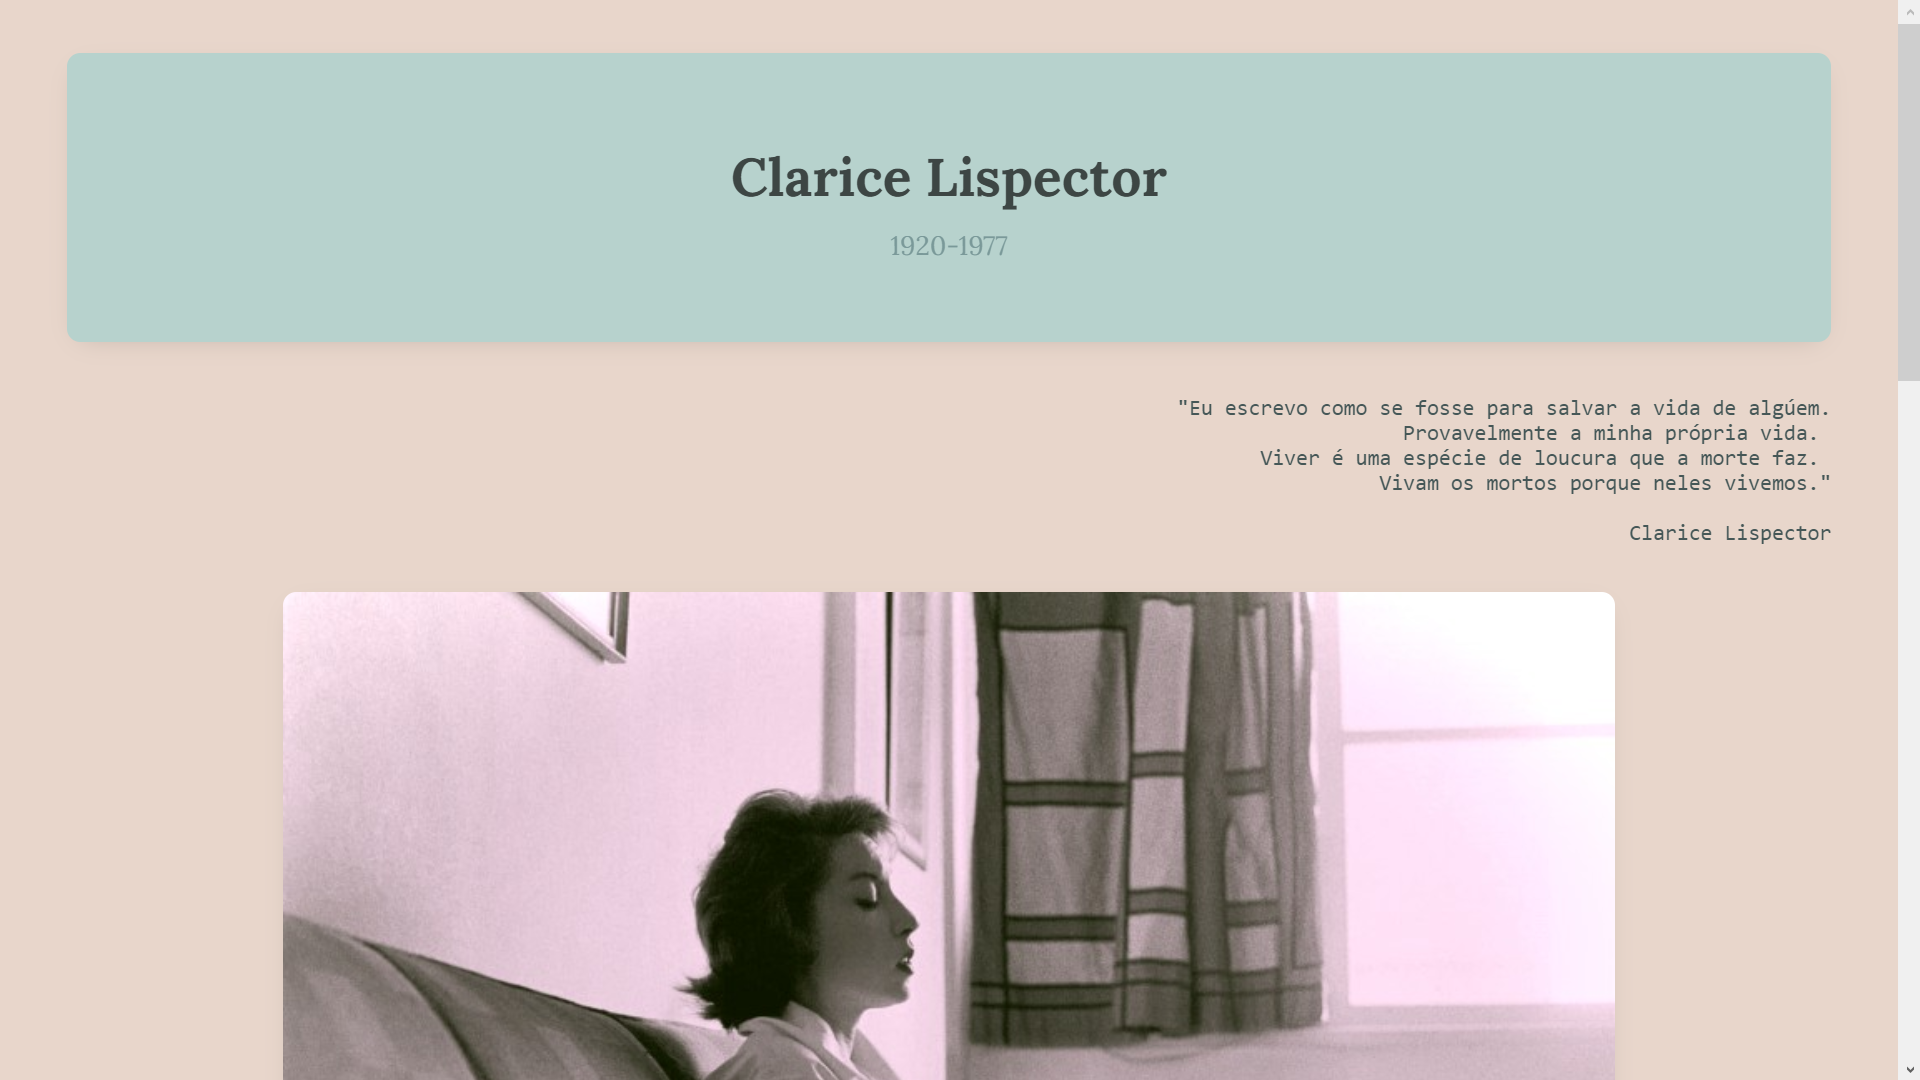 Clarice Lispector
1920-1977
"Eu escrevo como se fosse para salvar a vida de algúem.
Provavelmente a minha própria vida.
Viver é uma espécie de loucura que a morte faz.
Vivam os mortos porque neles vivemos."
Clarice Lispector